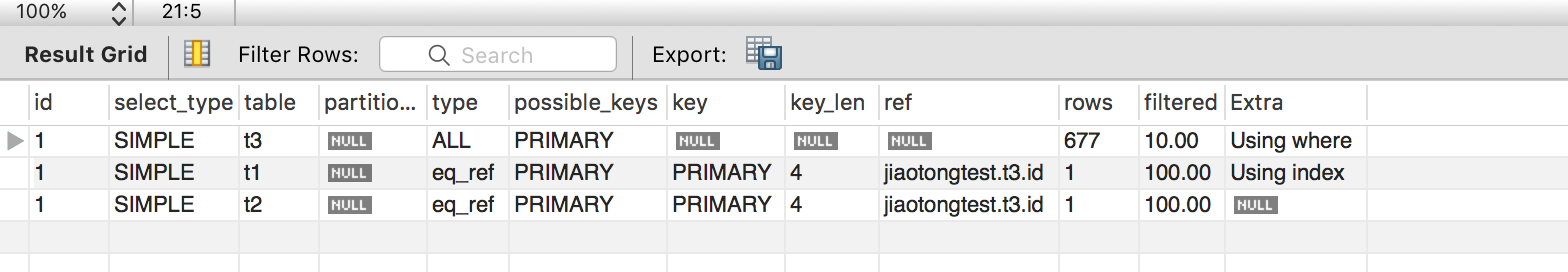 100% 21:5
Result Grid Filter Rows: Search Export:
id select_type table partitio... type possible_keys key key_len ref rows filtered Extra
1 SIMPLE t3 NULL ALL PRIMARY NULL NULL NULL 677 10.00 Using where
1 SIMPLE t1 NULL eq_ref PRIMARY PRIMARY 4 jiaotongtest.t3.id 1 100.00 Using index
1 SIMPLE t2 NULL eq_ref PRIMARY PRIMARY 4 jiaotongtest.t3.id 1 100.00 NULL